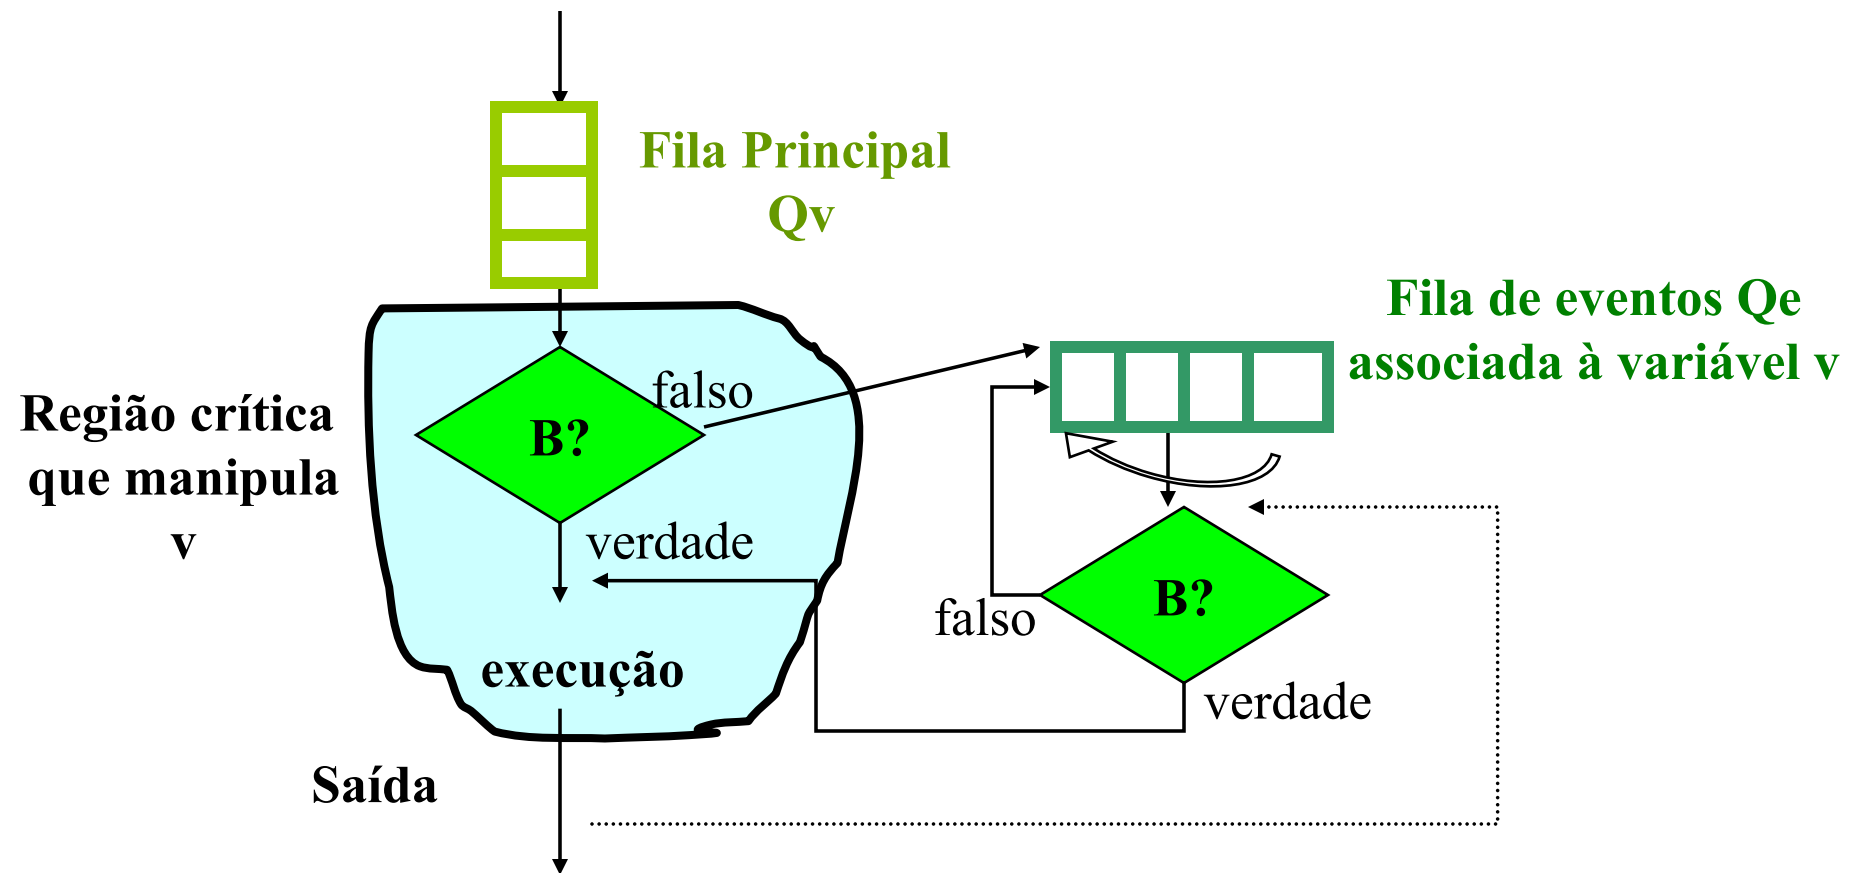 Fila Principal
Qv
Fila de eventos Qe
associada à variável v
Região crítica
que manipula
v
falso
B?
verdade
execução
falso
B?
verdade
Saída